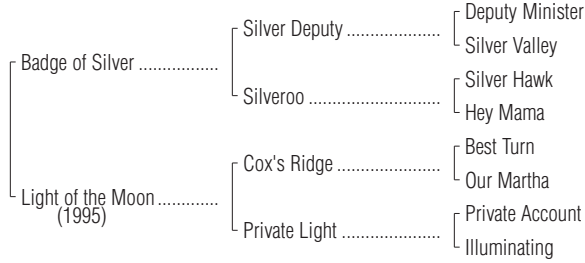 Deputy Minister
Silver Deputy ....................
Silver Valley
Badge of Silver .................
Silver Hawk
Silveroo ............................
Hey Mama
Best Turn
Cox's Ridge ......................
Our Martha
Light of the Moon .............
(1995)
Private Account
Private Light .....................
Illuminating